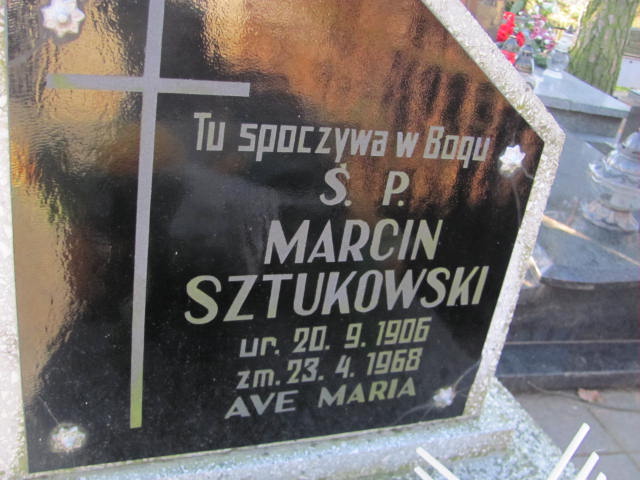 Tu spoczywa w Bogu
Ś. P.
MARCIN
SZTUKOWSKI
ur. 20. 9. 1906
zm. 23. 4. 1968
AVE MARIA